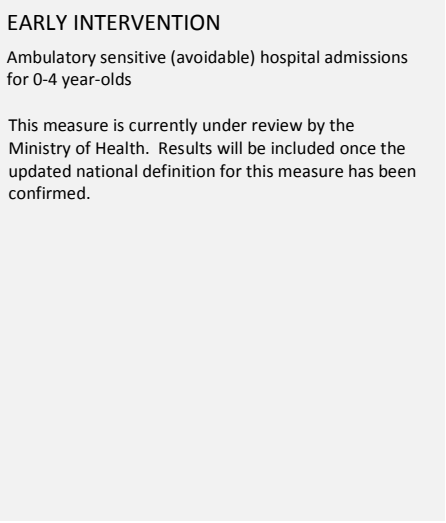 EARLY INTERVENTION
Ambulatory sensitive (avoidable) hospital admissions
for 0-4 year-olds
This measure is currently under review by the
Ministry of Health.  Results will be included once the
updated national definition for this measure has been
confirmed.